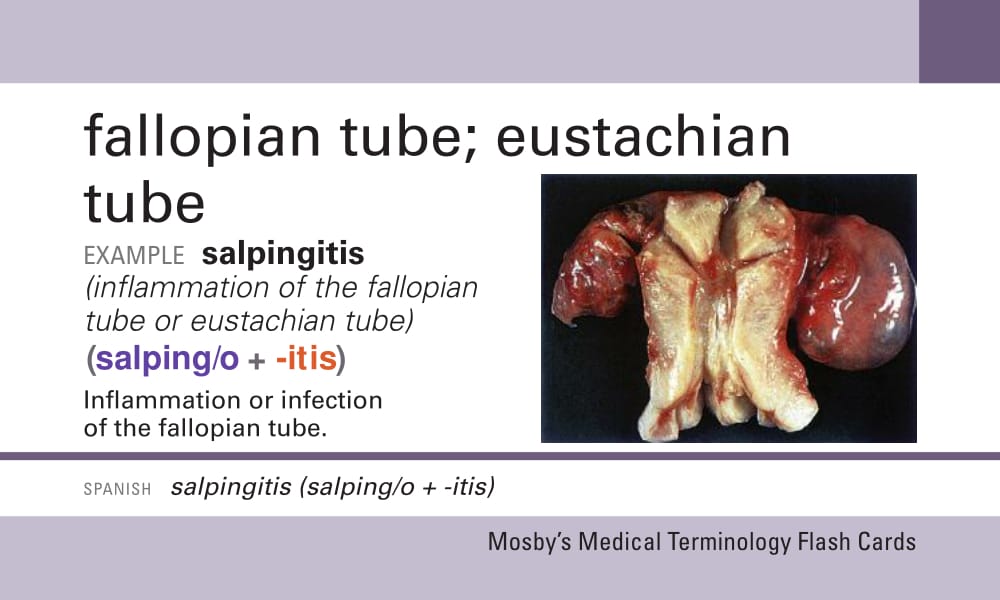 fallopian tube; eustachian
tube
EXAMPLE salpingitis
(inflammation of the fallopian
tube or eustachian tube)
(salping/o + -itis)
Inflammation or infection
of the fallopian tube.
SPANISH salpingitis (salping/o + -itis)
Mosby's Medical Terminology Flash Cards